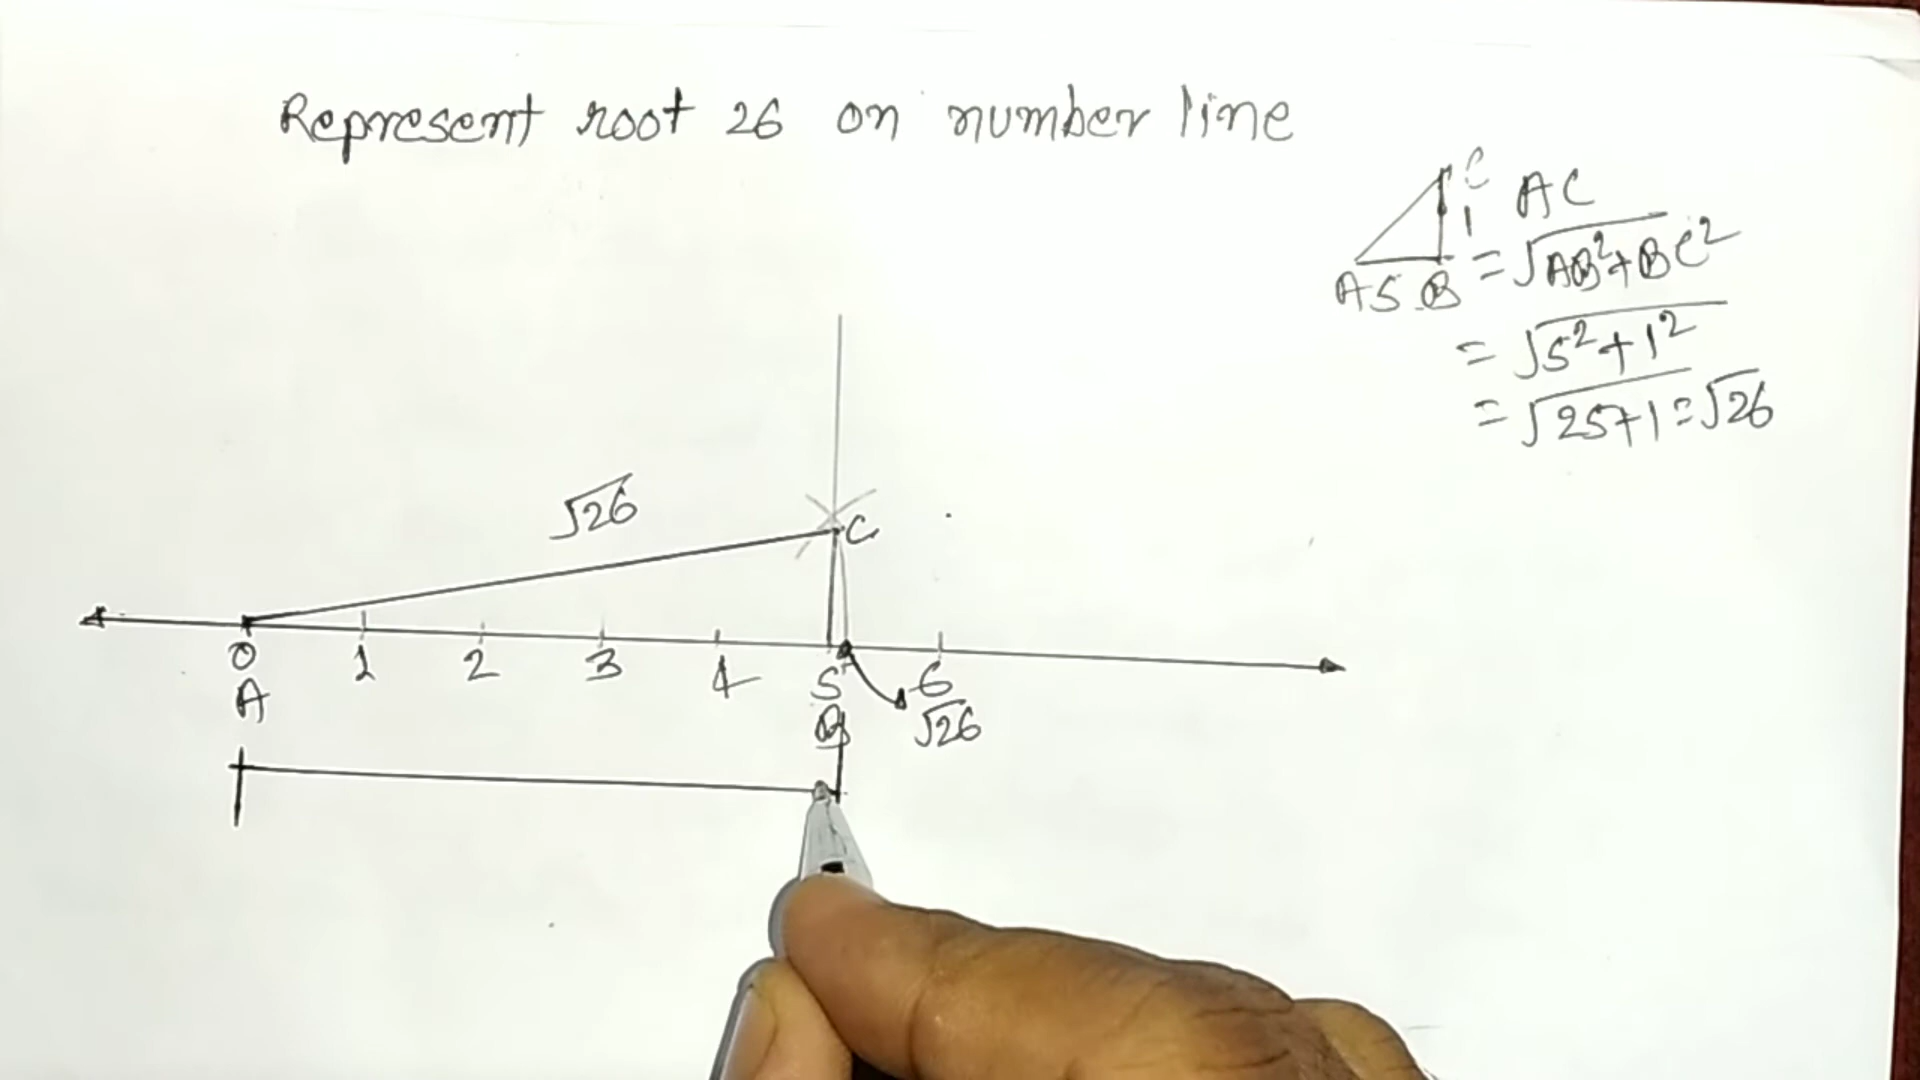 Represent root 26 on number line
C
1
A 5 B
AC
= √AB²+BC²
= √5²+1²
= √25+1 = √26
√26
C
0 1 2 3 4 5 6
A B √26